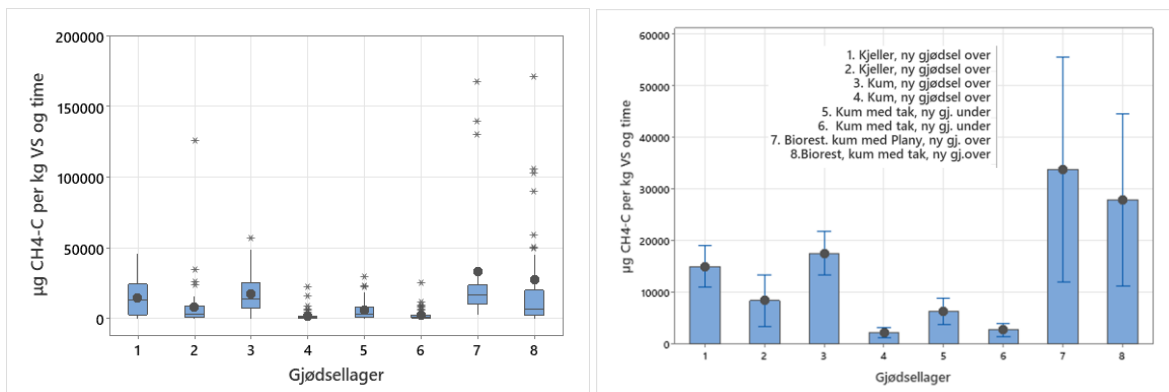 200000
150000
100000
50000
0
µg CH4-C per kg VS og time
1 2 3 4 5 6 7 8
Gjødsellager
60000
50000
40000
30000
20000
10000
0
µg CH4-C per kg VS og time
1. Kjeller, ny gjødsel over
2. Kjeller, ny gjødsel over
3. Kum, ny gjødsel over
4. Kum, ny gjødsel over
5. Kum med tak, ny gj. under
6. Kum med tak, ny gj. under
7. Biorest. kum med Plany, ny gj. over
8.Biorest, kum med tak, ny gj.over
1 2 3 4 5 6 7 8
Gjødsellager